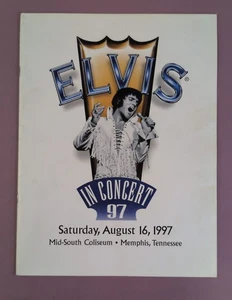 ELVIS®
IN CONCERT
97
Saturday, August 16, 1997
Mid-South Coliseum • Memphis, Tennessee